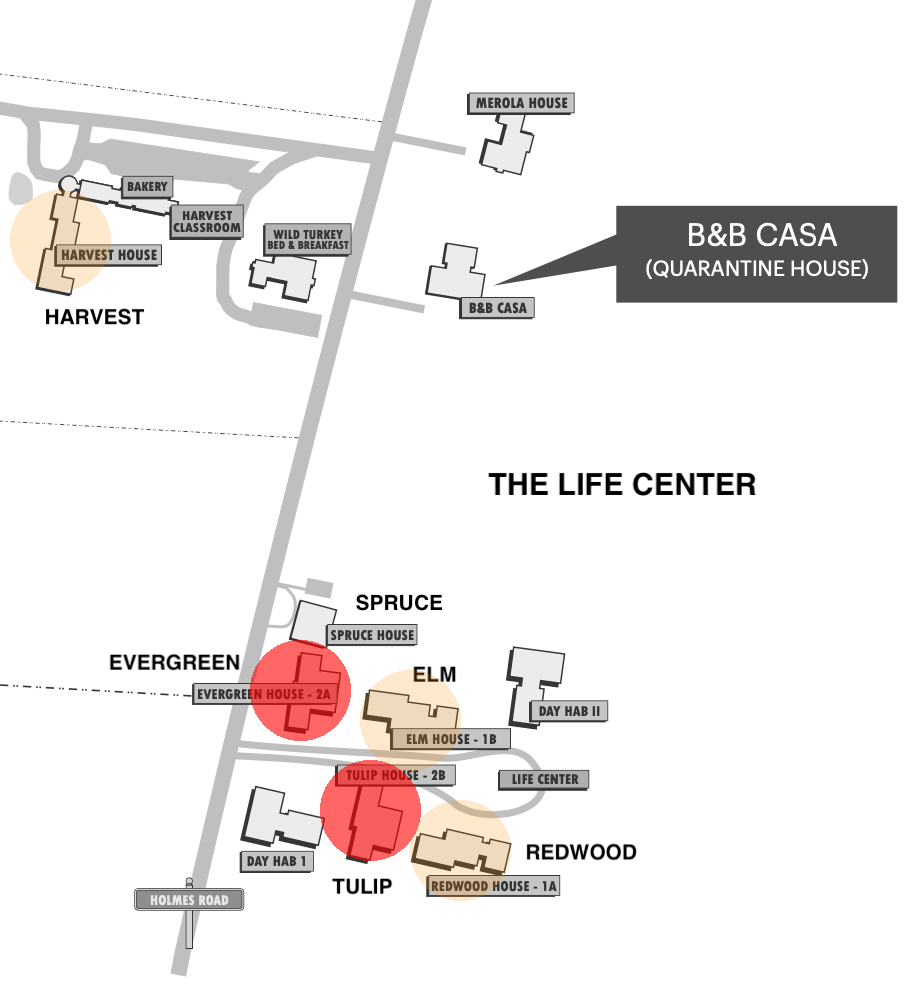 MEROLA HOUSE
BAKERY
HARVEST
CLASSROOM
WILD TURKEY
BED & BREAKFAST
B&B CASA
(QUARANTINE HOUSE)
HARVEST HOUSE
HARVEST
B&B CASA
THE LIFE CENTER
SPRUCE
SPRUCE HOUSE
EVERGREEN
EVERGREEN HOUSE - 2A
ELM
DAY HAB II
ELM HOUSE - 1B
TULIP HOUSE - 2B
LIFE CENTER
DAY HAB 1
REDWOOD
TULIP
REDWOOD HOUSE - 1A
HOLMES ROAD